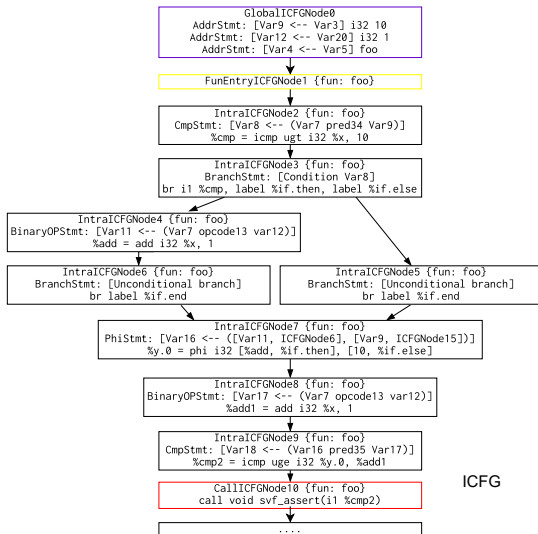 GlobalICFGNode0
AddrStmt: [Var9 <-- Var3] i32 10
AddrStmt: [Var12 <-- Var20] i32 1
AddrStmt: [Var4 <-- Var5] foo
FunEntryICFGNode1 {fun: foo}
IntraICFGNode2 {fun: foo}
CmpStmt: [Var8 <-- (Var7 pred34 Var9)]
%cmp = icmp ugt i32 %x, 10
IntraICFGNode3 {fun: foo}
BranchStmt: [Condition Var8]
br i1 %cmp, label %if.then, label %if.else
IntraICFGNode4 {fun: foo}
BinaryOPStmt: [Var11 <-- (Var7 opcode13 var12)]
%add = add i32 %x, 1
IntraICFGNode6 {fun: foo}
BranchStmt: [Unconditional branch]
br label %if.end
IntraICFGNode5 {fun: foo}
BranchStmt: [Unconditional branch]
br label %if.end
IntraICFGNode7 {fun: foo}
PhiStmt: [Var16 <-- ([Var11, ICFGNode6], [Var9, ICFGNode15])]
%y.0 = phi i32 [%add, %if.then], [10, %if.else]
IntraICFGNode8 {fun: foo}
BinaryOPStmt: [Var17 <-- (Var7 opcode13 var12)]
%add1 = add i32 %x, 1
IntraICFGNode9 {fun: foo}
CmpStmt: [Var18 <-- (Var16 pred35 Var17)]
%cmp2 = icmp uge i32 %y.0, %add1
CallICFGNode10 {fun: foo}
call void svf_assert(i1 %cmp2)
ICFG
....